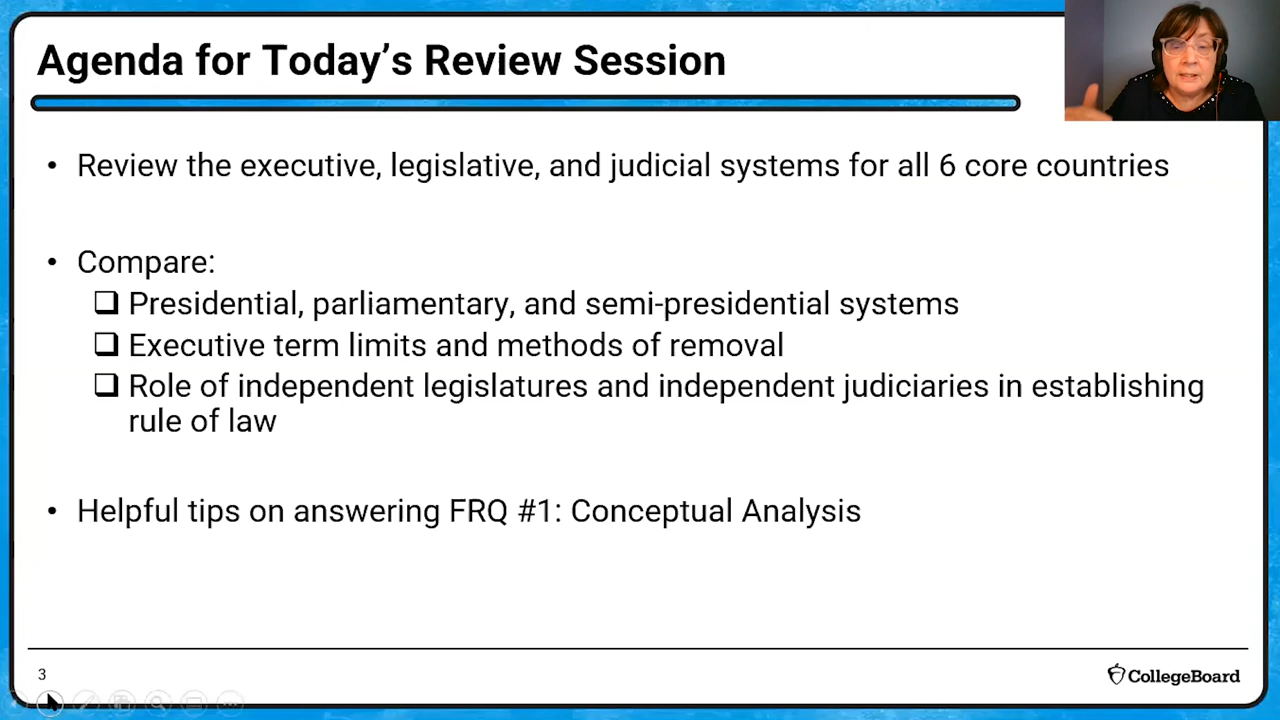 Agenda for Today’s Review Session
• Review the executive, legislative, and judicial systems for all 6 core countries
• Compare:
❑ Presidential, parliamentary, and semi-presidential systems
❑ Executive term limits and methods of removal
❑ Role of independent legislatures and independent judiciaries in establishing
rule of law
• Helpful tips on answering FRQ #1: Conceptual Analysis
3
CollegeBoard